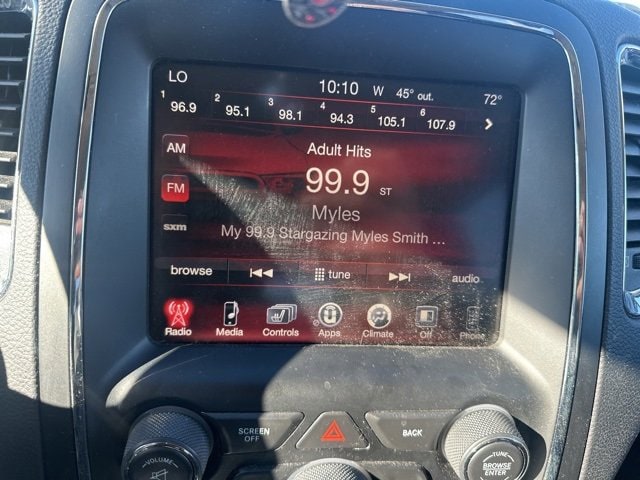 LO 10:10 W 45° out. 72°
1 96.9 2 95.1 3 98.1 4 94.3 5 105.1 6 107.9
AM Adult Hits
FM 99.9 ST
Myles
sxm My 99.9 Stargazing Myles Smith ...
browse tune audio
Radio Media Controls Apps Climate Off Phone
SCREEN OFF BACK
VOLUME TUNE
BROWSE
ENTER